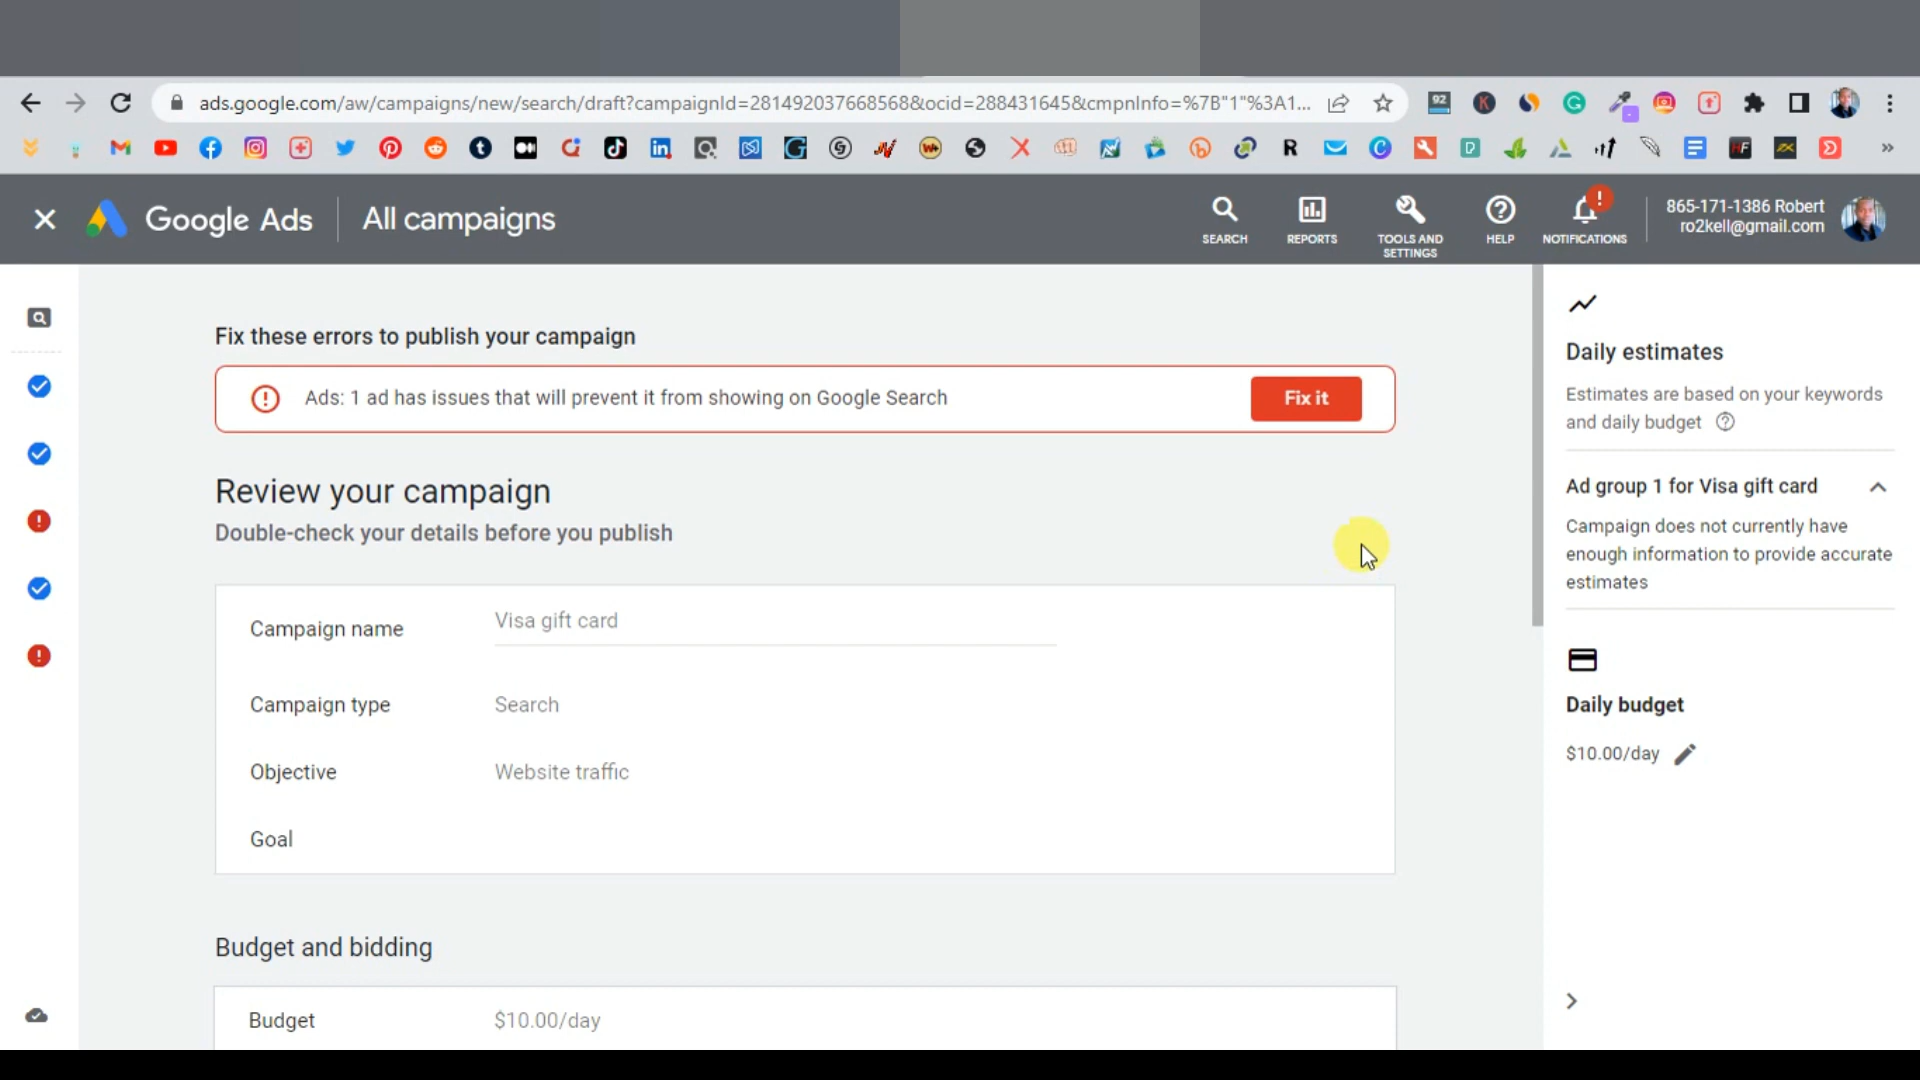 ads.google.com/aw/campaigns/new/search/draft?campaignId=281492037668568&ocid=288431645&cmpnInfo=%7B"1"%3A1...
92
Google Ads
All campaigns
SEARCH
REPORTS
TOOLS AND
SETTINGS
HELP
NOTIFICATIONS
865-171-1386 Robert
ro2kell@gmail.com
Fix these errors to publish your campaign
Ads: 1 ad has issues that will prevent it from showing on Google Search
Fix it
Review your campaign
Double-check your details before you publish
Campaign name
Visa gift card
Campaign type
Search
Objective
Website traffic
Goal
Budget and bidding
Budget
$10.00/day
Daily estimates
Estimates are based on your keywords
and daily budget
Ad group 1 for Visa gift card
Campaign does not currently have
enough information to provide accurate
estimates
Daily budget
$10.00/day